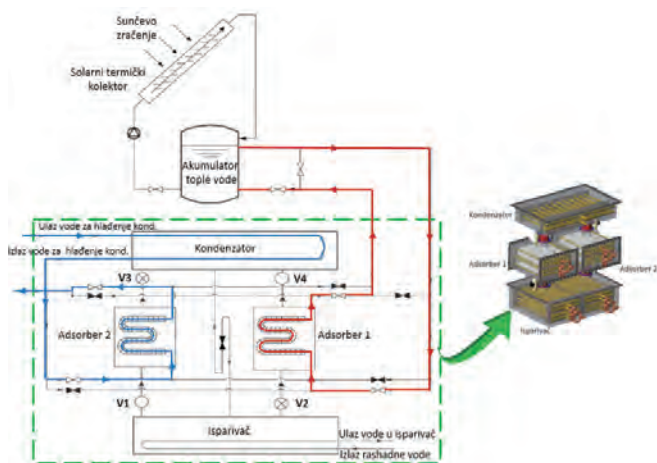 Sunčevo
zračenje
Solarni termički
kolektor
Akumulator
tople vode
Ulaz vode za hlađenje kond.
Izlaz vode za hlađenje kond.
Kondenzator
V3
V4
Adsorber 2
Adsorber 1
V1
V2
Isparivač
Ulaz vode u isparivač
Izlaz rashadne vode
Kondenzator
Adsorber 1
Adsorber 2
Isparivač